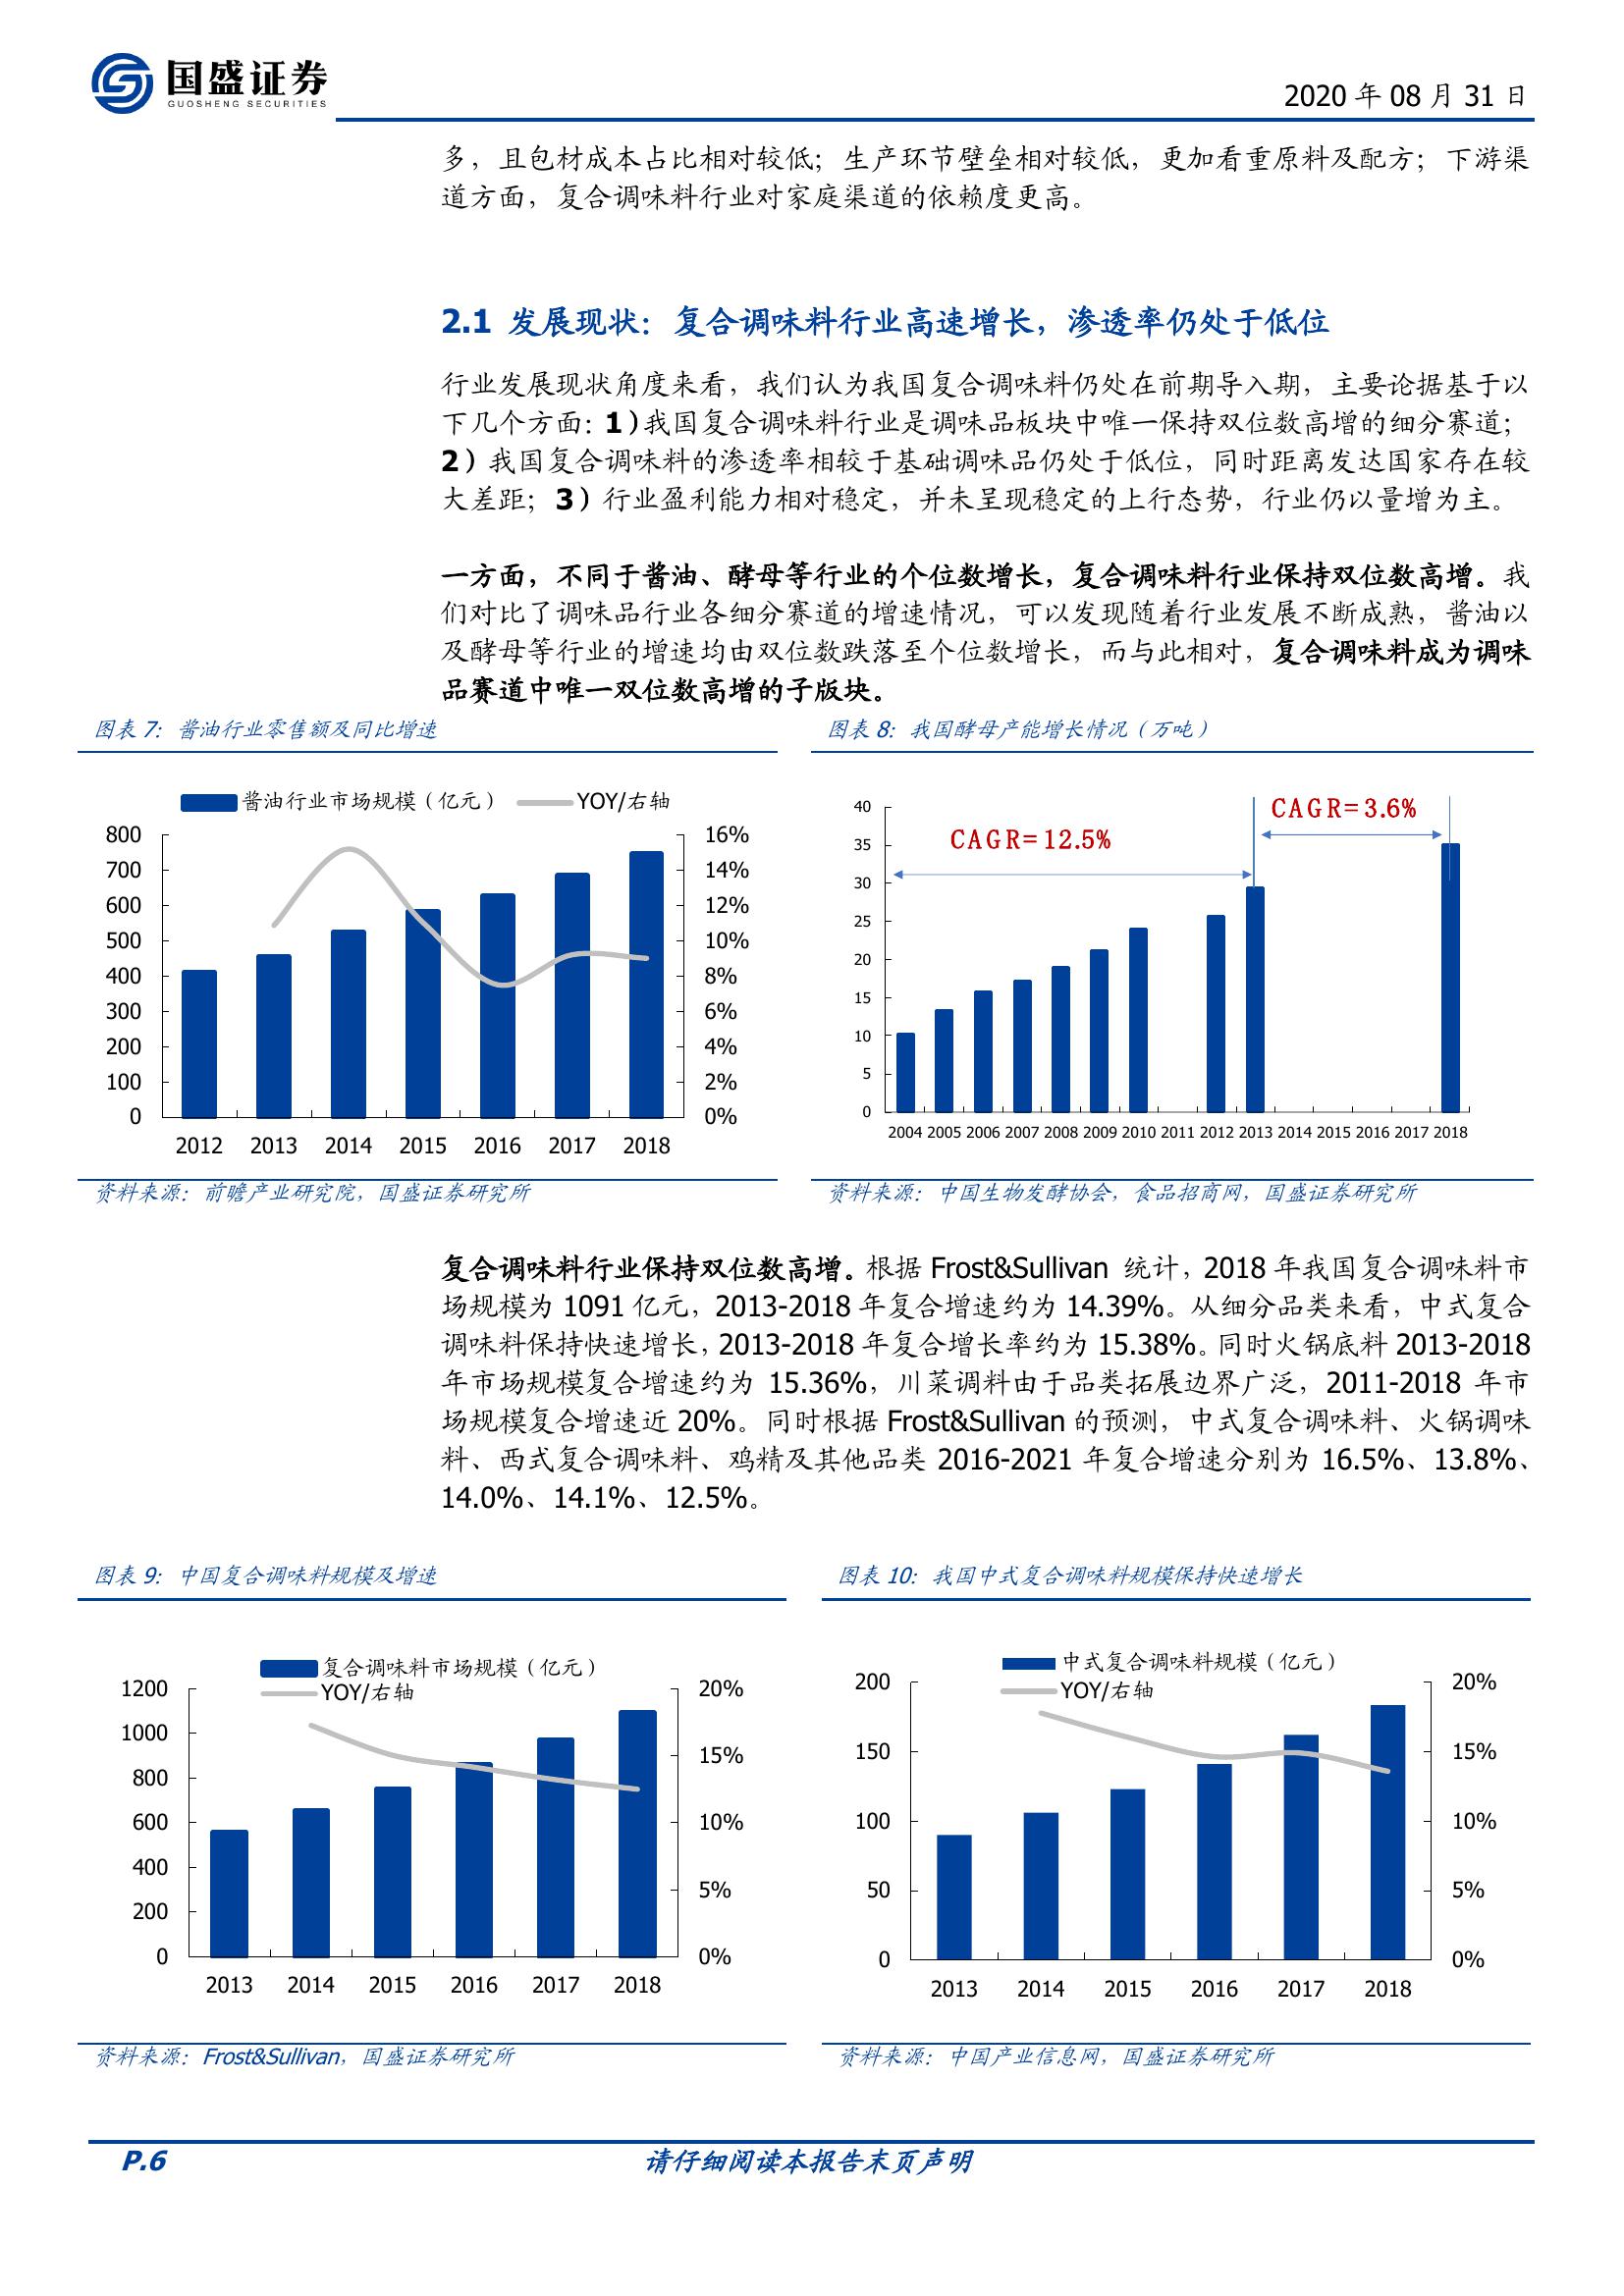 国盛证券
GUOSHENG SECURITIES
2020 年 08 月 31 日
多，且包材成本占比相对较低；生产环节壁垒相对较低，更加看重原料及配方；下游渠
道方面，复合调味料行业对家庭渠道的依赖度更高。
2.1 发展现状：复合调味料行业高速增长，渗透率仍处于低位
行业发展现状角度来看，我们认为我国复合调味料仍处在前期导入期，主要论据基于以
下几个方面：1）我国复合调味料行业是调味品板块中唯一保持双位数高增的细分赛道；
2）我国复合调味料的渗透率相较于基础调味品仍处于低位，同时距离发达国家存在较
大差距；3）行业盈利能力相对稳定，并未呈现稳定的上行态势，行业仍以量增为主。
一方面，不同于酱油、酵母等行业的个位数增长，复合调味料行业保持双位数高增。我
们对比了调味品行业各细分赛道的增速情况，可以发现随着行业发展不断成熟，酱油以
及酵母等行业的增速均由双位数跌落至个位数增长，而与此相对，复合调味料成为调味
品赛道中唯一双位数高增的子版块。
图表 7：酱油行业零售额及同比增速
酱油行业市场规模（亿元） YOY/右轴
800 16%
700 14%
600 12%
500 10%
400 8%
300 6%
200 4%
100 2%
0 0%
2012 2013 2014 2015 2016 2017 2018
资料来源：前瞻产业研究院，国盛证券研究所
图表 8：我国酵母产能增长情况（万吨）
CAGR=12.5%
CAGR=3.6%
40
35
30
25
20
15
10
5
0
2004 2005 2006 2007 2008 2009 2010 2011 2012 2013 2014 2015 2016 2017 2018
资料来源：中国生物发酵协会，食品招商网，国盛证券研究所
复合调味料行业保持双位数高增。根据 Frost&Sullivan 统计，2018 年我国复合调味料市
场规模为 1091 亿元，2013-2018 年复合增速约为 14.39%。从细分品类来看，中式复合
调味料保持快速增长，2013-2018 年复合增长率约为 15.38%。同时火锅底料 2013-2018
年市场规模复合增速约为 15.36%，川菜调料由于品类拓展边界广泛，2011-2018 年市
场规模复合增速近 20%。同时根据 Frost&Sullivan 的预测，中式复合调味料、火锅调味
料、西式复合调味料、鸡精及其他品类 2016-2021 年复合增速分别为 16.5%、13.8%、
14.0%、14.1%、12.5%。
图表 9：中国复合调味料规模及增速
复合调味料市场规模（亿元）
YOY/右轴
1200 20%
1000
800 15%
600 10%
400
200 5%
0 0%
2013 2014 2015 2016 2017 2018
资料来源：Frost&Sullivan，国盛证券研究所
图表 10：我国中式复合调味料规模保持快速增长
中式复合调味料规模（亿元）
YOY/右轴
200 20%
150 15%
100 10%
50 5%
0 0%
2013 2014 2015 2016 2017 2018
资料来源：中国产业信息网，国盛证券研究所
P.6
请仔细阅读本报告末页声明